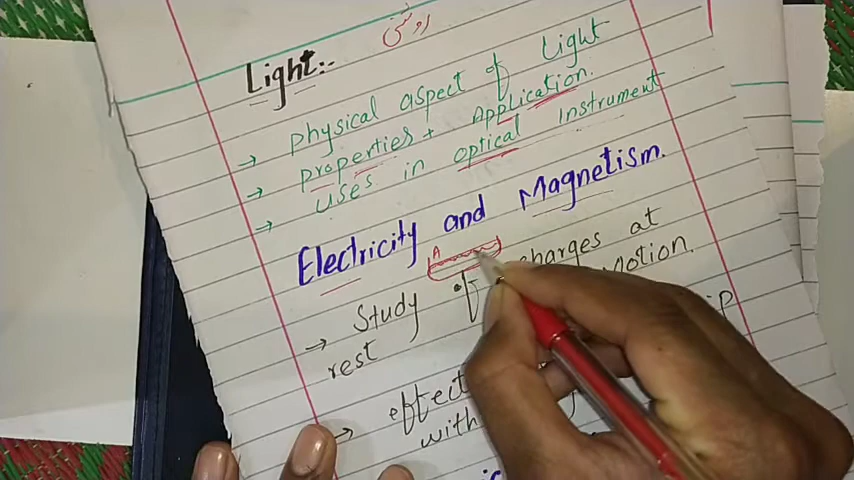 روشنی
Light:-
→ physical aspect of Light
→ properties + Application.
→ uses in optical Instrument
Electricity and Magnetism.
A
→ Study of charges at
rest Motion.
→ effect
with